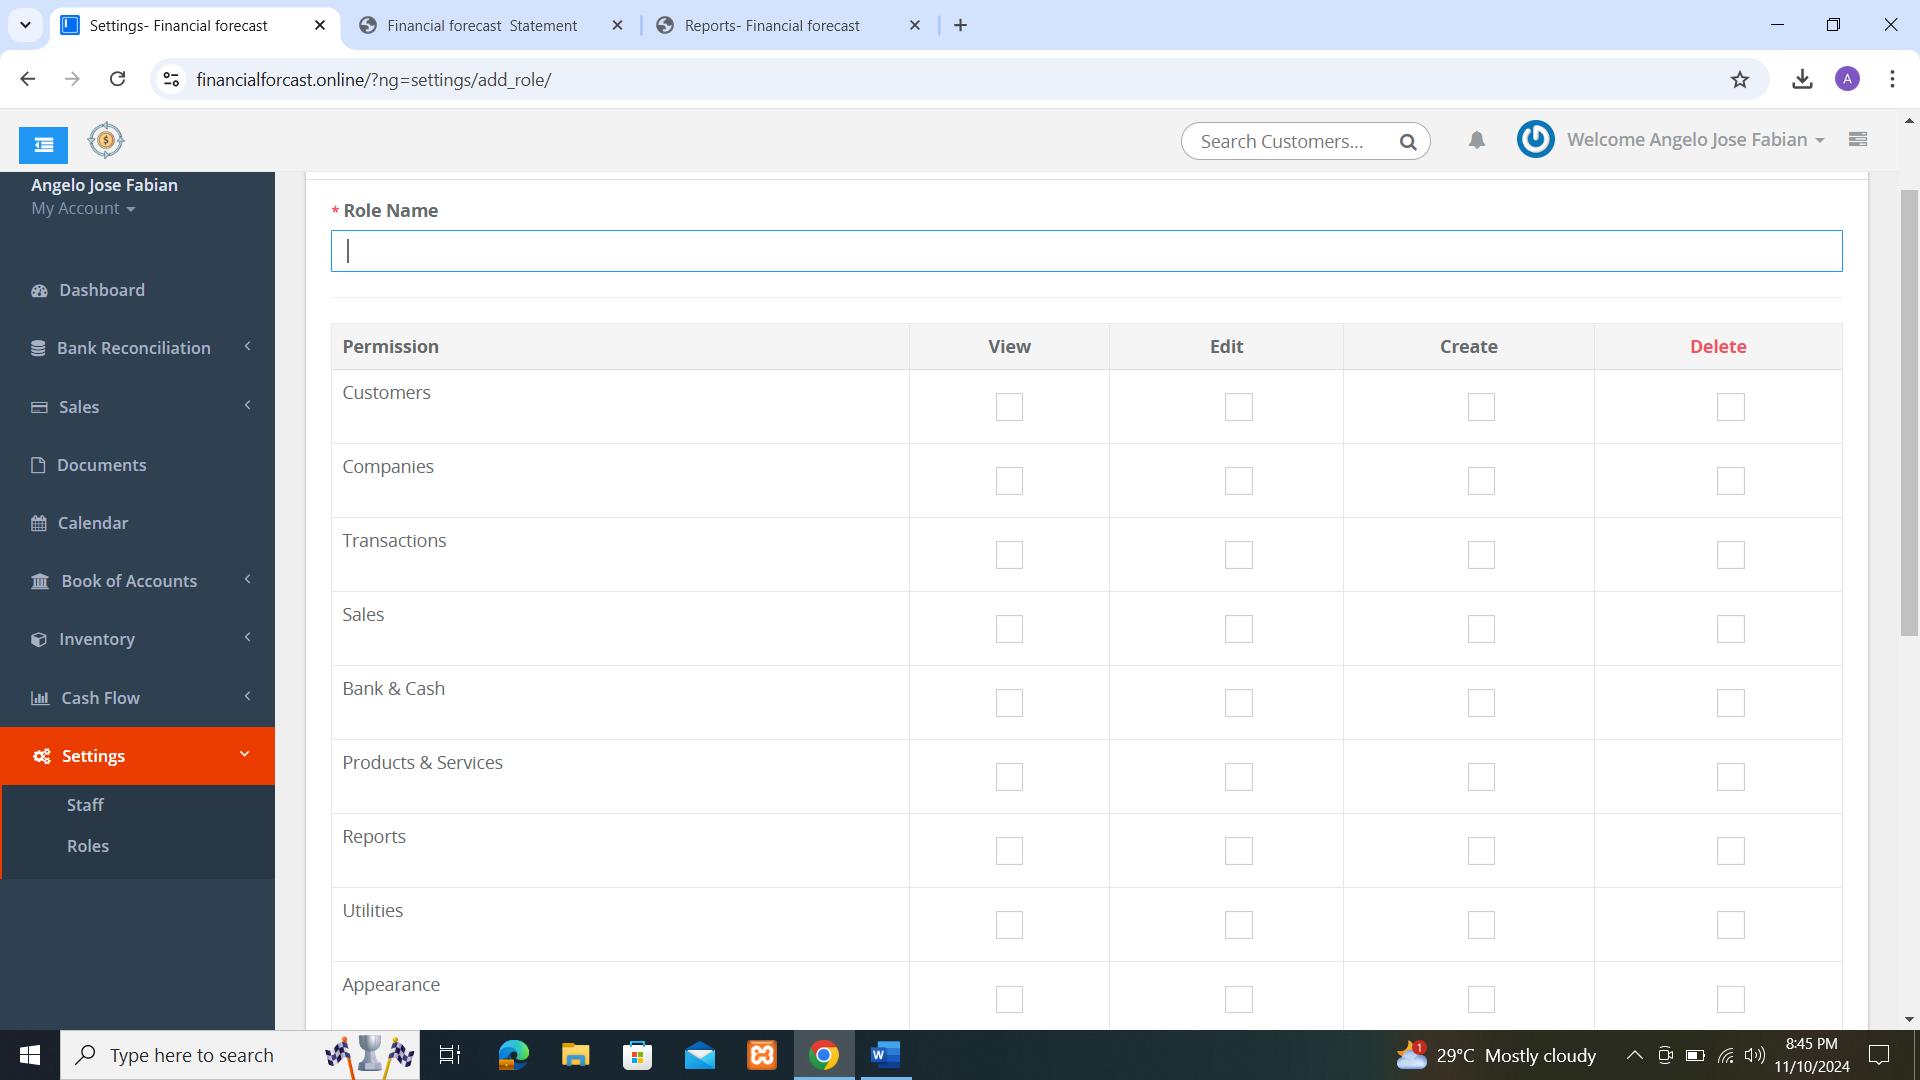 Settings- Financial forecast
Financial forecast Statement
Reports- Financial forecast
financialforcast.online/?ng=settings/add_role/
A
$
Search Customers...
Welcome Angelo Jose Fabian
Angelo Jose Fabian
My Account
* Role Name
Dashboard
Bank Reconciliation
Sales
Documents
Calendar
Book of Accounts
Inventory
Cash Flow
Settings
Staff
Roles
Permission View Edit Create Delete
Customers
Companies
Transactions
Sales
Bank & Cash
Products & Services
Reports
Utilities
Appearance
Type here to search
W
1
29°C Mostly cloudy
8:45 PM
11/10/2024